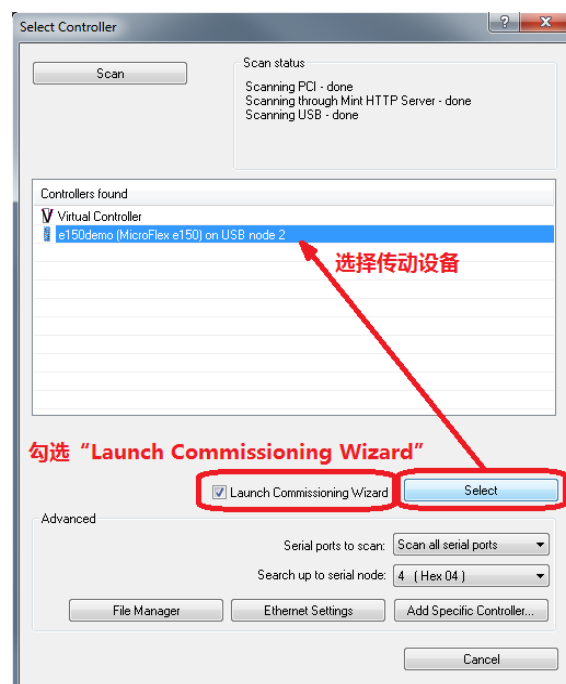 Select Controller
Scan
Scan status
Scanning PCI - done
Scanning through Mint HTTP Server - done
Scanning USB - done
Controllers found
Virtual Controller
e150demo (MicroFlex e150) on USB node 2
选择传动设备
勾选“Launch Commissioning Wizard”
Launch Commissioning Wizard
Select
Advanced
Serial ports to scan: Scan all serial ports
Search up to serial node: 4 ( Hex 04 )
File Manager
Ethernet Settings
Add Specific Controller...
Cancel